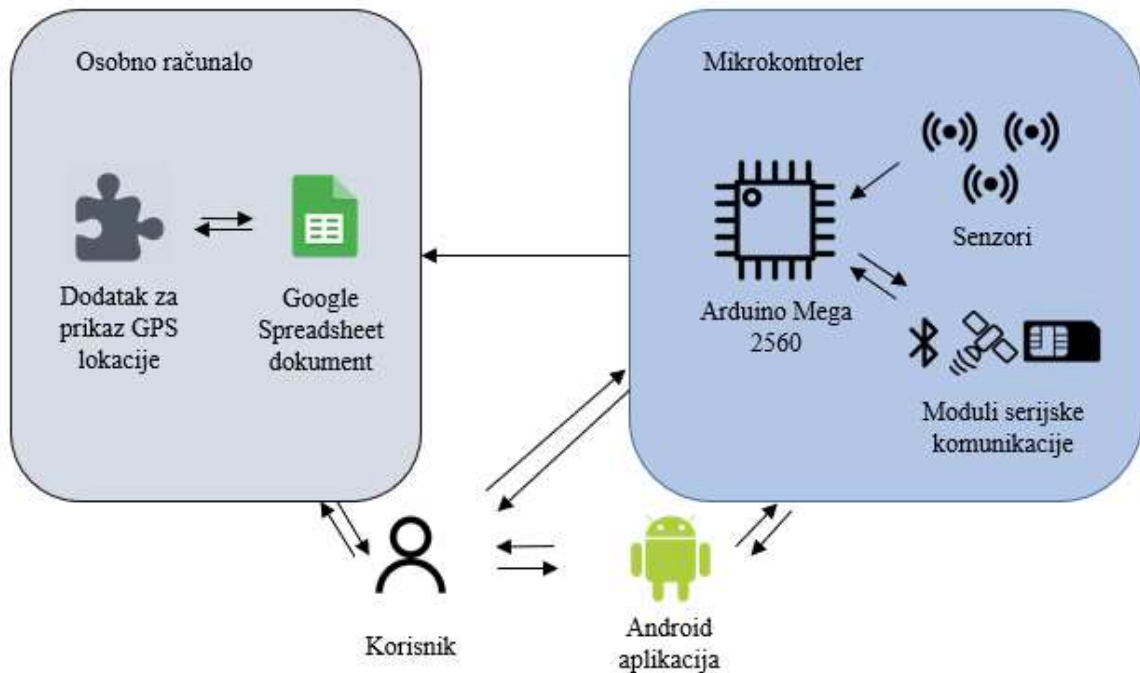 Osobno računalo
Dodatak za
prikaz GPS
lokacije
Google
Spreadsheet
dokument
Mikrokontroler
Arduino Mega
2560
Senzori
Moduli serijske
komunikacije
Korisnik
Android
aplikacija